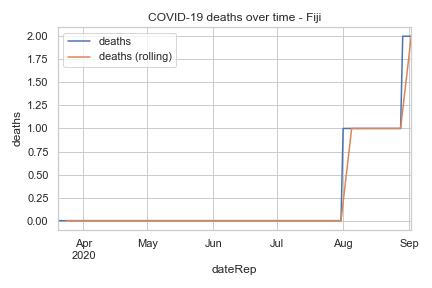 COVID-19 deaths over time - Fiji
deaths
deaths (rolling)
2.00
1.75
1.50
1.25
1.00
0.75
0.50
0.25
0.00
deaths
Apr May Jun Jul Aug Sep
2020
dateRep